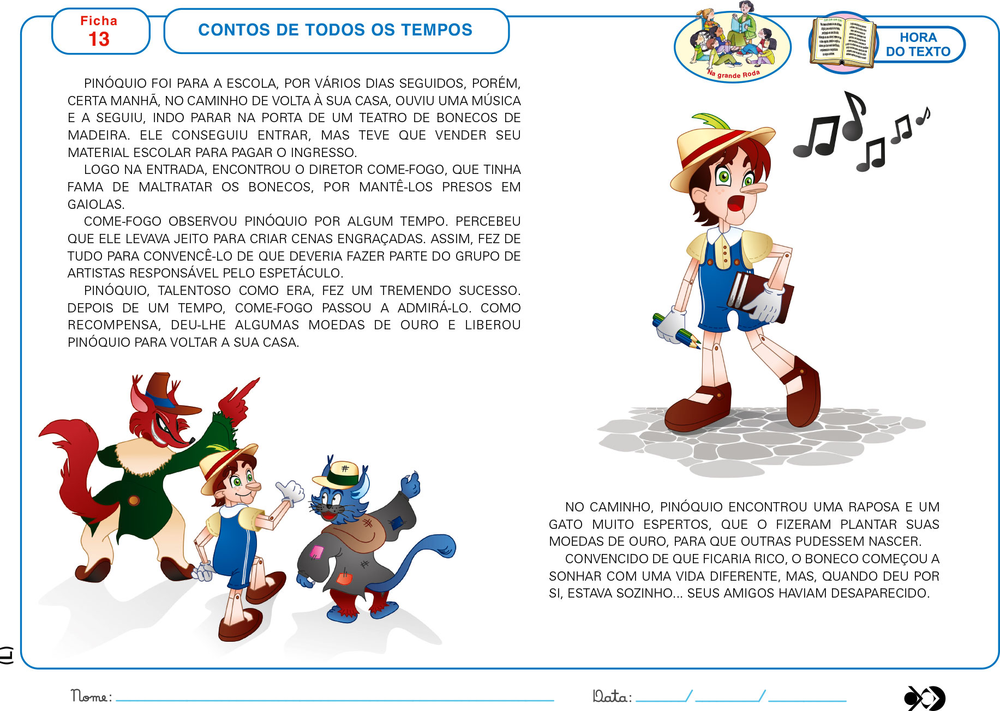 Ficha
13
CONTOS DE TODOS OS TEMPOS
Na grande Roda
HORA
DO TEXTO
PINÓQUIO FOI PARA A ESCOLA, POR VÁRIOS DIAS SEGUIDOS, PORÉM,
CERTA MANHÃ, NO CAMINHO DE VOLTA À SUA CASA, OUVIU UMA MÚSICA
E A SEGUIU, INDO PARAR NA PORTA DE UM TEATRO DE BONECOS DE
MADEIRA. ELE CONSEGUIU ENTRAR, MAS TEVE QUE VENDER SEU
MATERIAL ESCOLAR PARA PAGAR O INGRESSO.
LOGO NA ENTRADA, ENCONTROU O DIRETOR COME-FOGO, QUE TINHA
FAMA DE MALTRATAR OS BONECOS, POR MANTÊ-LOS PRESOS EM
GAIOLAS.
COME-FOGO OBSERVOU PINÓQUIO POR ALGUM TEMPO. PERCEBEU
QUE ELE LEVAVA JEITO PARA CRIAR CENAS ENGRAÇADAS. ASSIM, FEZ DE
TUDO PARA CONVENCÊ-LO DE QUE DEVERIA FAZER PARTE DO GRUPO DE
ARTISTAS RESPONSÁVEL PELO ESPETÁCULO.
PINÓQUIO, TALENTOSO COMO ERA, FEZ UM TREMENDO SUCESSO.
DEPOIS DE UM TEMPO, COME-FOGO PASSOU A ADMIRÁ-LO. COMO
RECOMPENSA, DEU-LHE ALGUMAS MOEDAS DE OURO E LIBEROU
PINÓQUIO PARA VOLTAR A SUA CASA.
NO CAMINHO, PINÓQUIO ENCONTROU UMA RAPOSA E UM
GATO MUITO ESPERTOS, QUE O FIZERAM PLANTAR SUAS
MOEDAS DE OURO, PARA QUE OUTRAS PUDESSEM NASCER.
CONVENCIDO DE QUE FICARIA RICO, O BONECO COMEÇOU A
SONHAR COM UMA VIDA DIFERENTE, MAS, QUANDO DEU POR
SI, ESTAVA SOZINHO... SEUS AMIGOS HAVIAM DESAPARECIDO.
(L)
Nome:
Data: / /